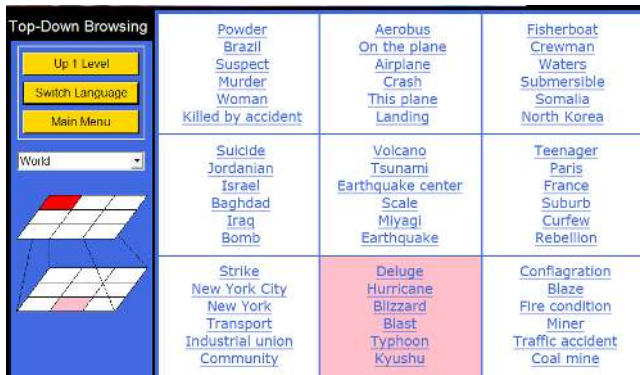 Top-Down Browsing
Up 1 Level
Switch Language
Main Menu
World
Powder
Brazil
Suspect
Murder
Woman
Killed by accident
Aerobus
On the plane
Airplane
Crash
This plane
Landing
Fisherboat
Crewman
Waters
Submersible
Somalia
North Korea
Suicide
Jordanian
Israel
Baghdad
Iraq
Bomb
Volcano
Tsunami
Earthquake center
Scale
Miyagi
Earthquake
Teenager
Paris
France
Suburb
Curfew
Rebellion
Strike
New York City
New York
Transport
Industrial union
Community
Deluge
Hurricane
Blizzard
Blast
Typhoon
Kyushu
Conflagration
Blaze
Fire condition
Miner
Traffic accident
Coal mine